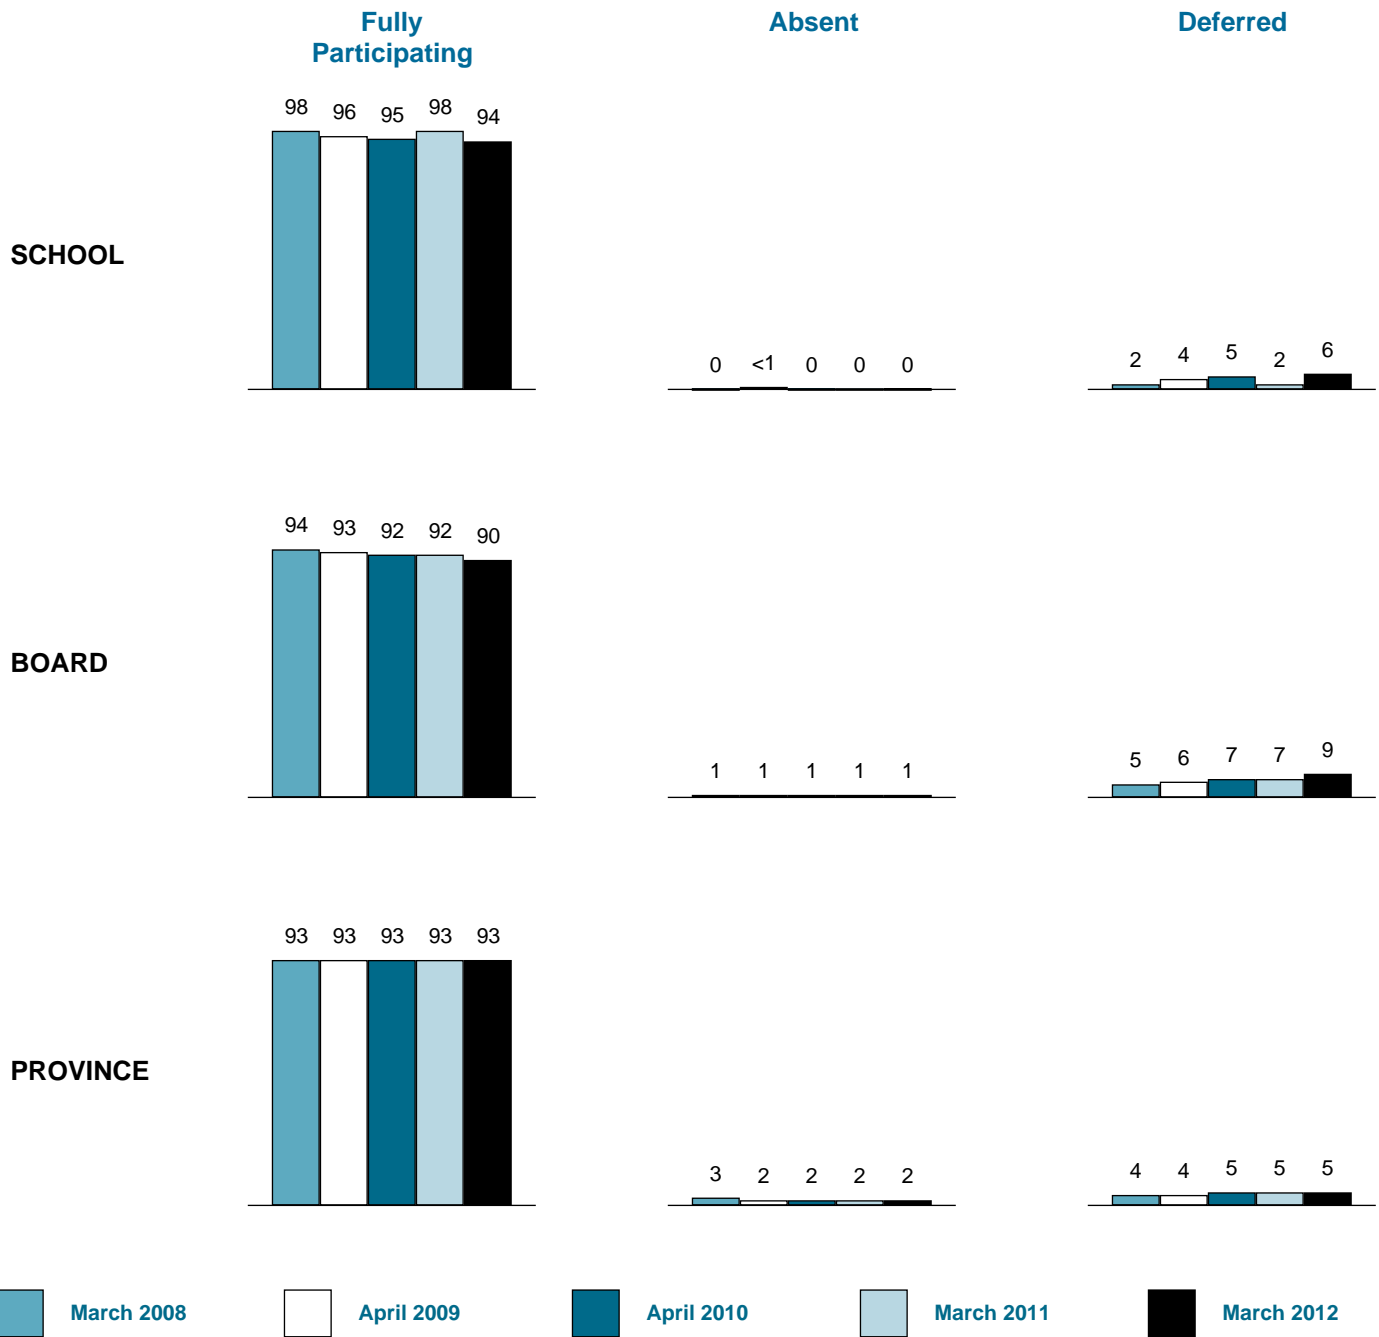 Fully
Participating
Absent
Deferred
98 96 95 98 94
0 <1 0 0 0
2 4 5 2 6
SCHOOL
94 93 92 92 90
1 1 1 1 1
5 6 7 7 9
BOARD
93 93 93 93 93
3 2 2 2 2
4 4 5 5 5
PROVINCE
March 2008 April 2009 April 2010 March 2011 March 2012